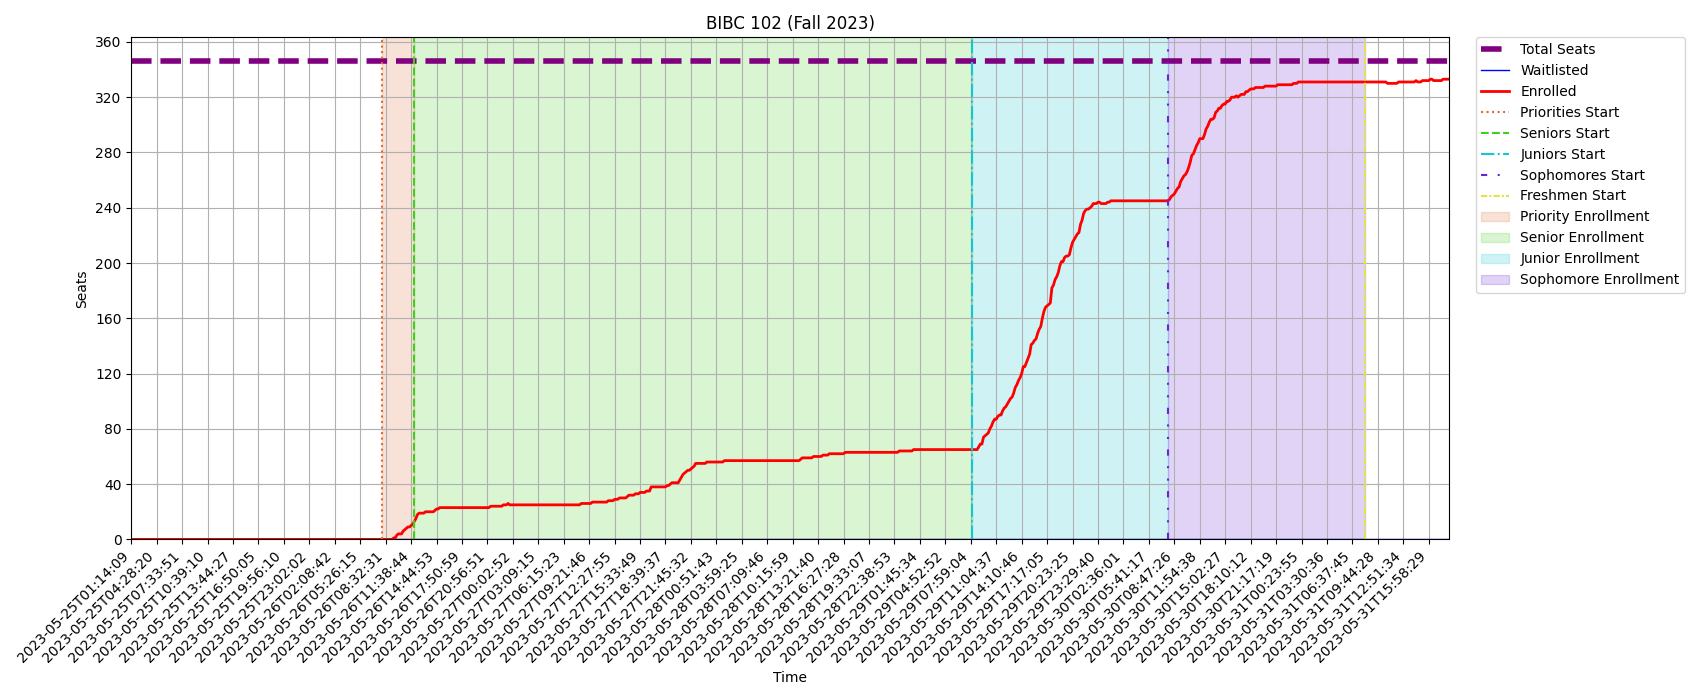 BIBC 102 (Fall 2023)
Seats
360
320
280
240
200
160
120
80
40
0
2023-05-25T01:14:09
2023-05-25T04:28:20
2023-05-25T07:33:51
2023-05-25T10:39:10
2023-05-25T13:44:27
2023-05-25T16:50:05
2023-05-25T19:56:10
2023-05-25T23:02:02
2023-05-26T02:08:42
2023-05-26T05:26:15
2023-05-26T08:32:31
2023-05-26T11:38:44
2023-05-26T14:44:53
2023-05-26T17:50:59
2023-05-26T20:56:51
2023-05-27T00:02:52
2023-05-27T03:09:15
2023-05-27T06:15:23
2023-05-27T09:21:46
2023-05-27T12:27:55
2023-05-27T15:33:49
2023-05-27T18:39:37
2023-05-27T21:45:32
2023-05-28T00:51:43
2023-05-28T03:59:25
2023-05-28T07:09:46
2023-05-28T10:15:59
2023-05-28T13:21:40
2023-05-28T16:27:28
2023-05-28T19:33:07
2023-05-28T22:38:53
2023-05-29T01:45:34
2023-05-29T04:52:52
2023-05-29T07:59:04
2023-05-29T11:04:37
2023-05-29T14:10:46
2023-05-29T17:17:05
2023-05-29T20:23:25
2023-05-29T23:29:40
2023-05-30T02:36:01
2023-05-30T05:41:17
2023-05-30T08:47:26
2023-05-30T11:54:38
2023-05-30T15:02:27
2023-05-30T18:10:12
2023-05-30T21:17:19
2023-05-31T00:23:55
2023-05-31T03:30:36
2023-05-31T06:37:45
2023-05-31T09:44:28
2023-05-31T12:51:34
2023-05-31T15:58:29
Time
Total Seats
Waitlisted
Enrolled
Priorities Start
Seniors Start
Juniors Start
Sophomores Start
Freshmen Start
Priority Enrollment
Senior Enrollment
Junior Enrollment
Sophomore Enrollment